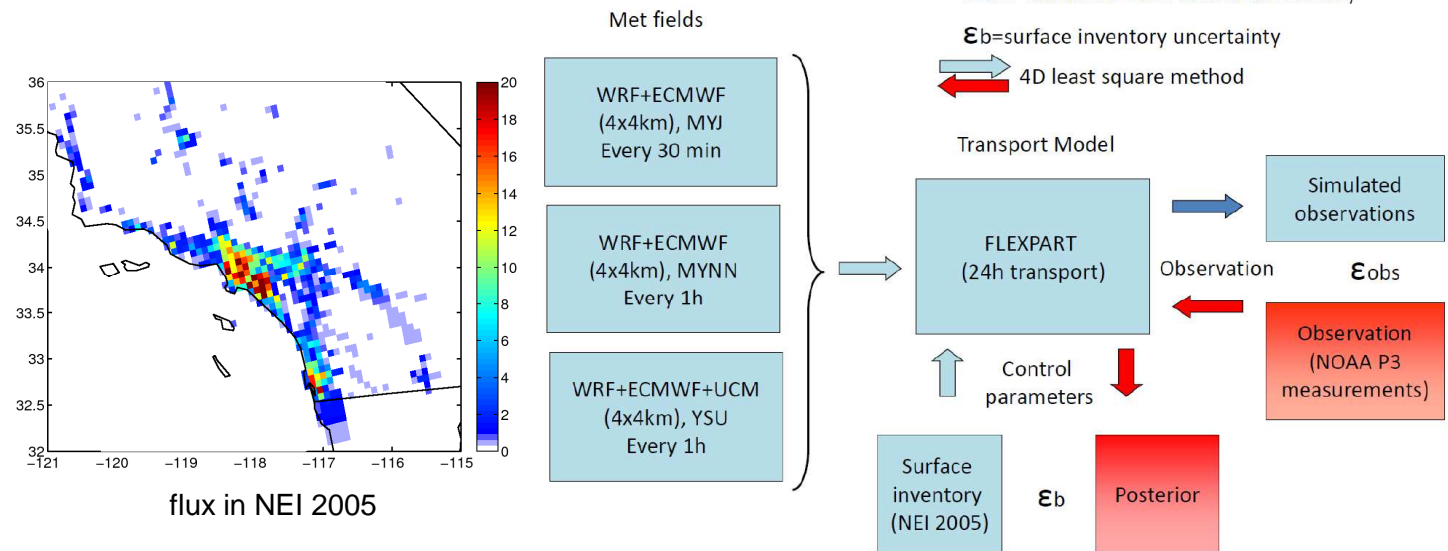 Met fields
εb=surface inventory uncertainty
4D least square method
36
35.5
35
34.5
34
33.5
33
32.5
32
-121
-120
-119
-118
-117
-116
-115
20
18
16
14
12
10
8
6
4
2
0
flux in NEI 2005
WRF+ECMWF
(4x4km), MYJ
Every 30 min
WRF+ECMWF
(4x4km), MYNN
Every 1h
WRF+ECMWF+UCM
(4x4km), YSU
Every 1h
Transport Model
FLEXPART
(24h transport)
Simulated
observations
Observation
εobs
Observation
(NOAA P3
measurements)
Control
parameters
Surface
inventory
(NEI 2005)
εb
Posterior